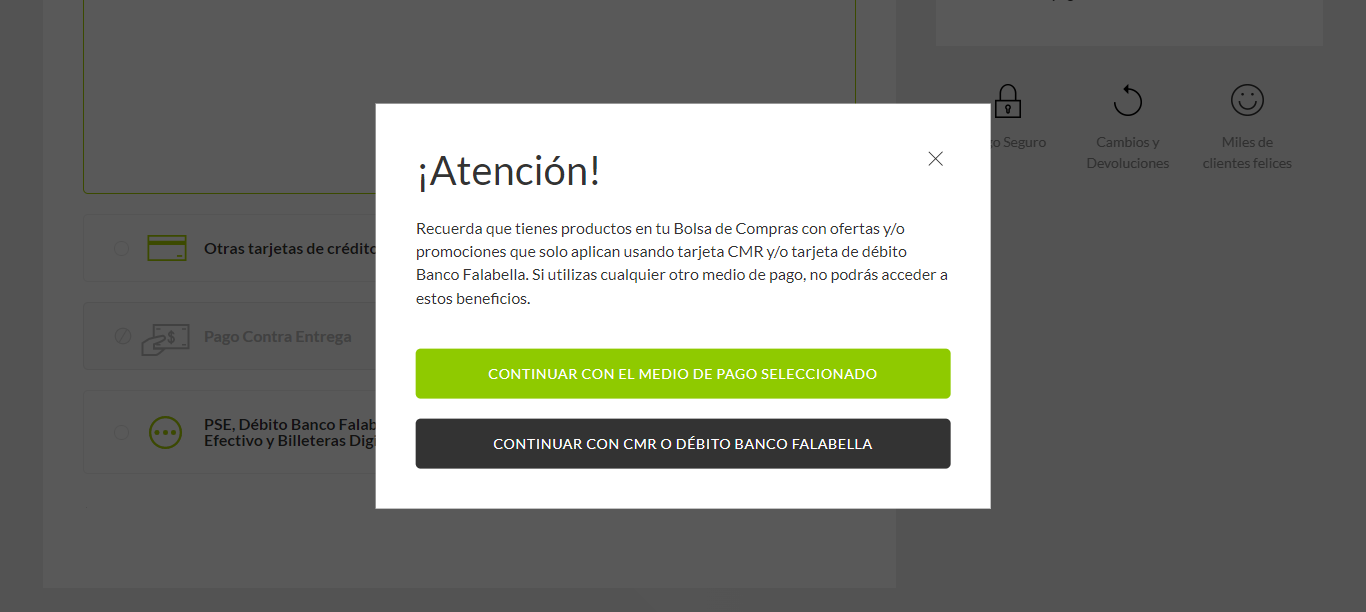 ¡Atención!
Recuerda que tienes productos en tu Bolsa de Compras con ofertas y/o
promociones que solo aplican usando tarjeta CMR y/o tarjeta de débito
Banco Falabella. Si utilizas cualquier otro medio de pago, no podrás acceder a
estos beneficios.
CONTINUAR CON EL MEDIO DE PAGO SELECCIONADO
CONTINUAR CON CMR O DÉBITO BANCO FALABELLA
Otras tarjetas de crédito
$
Pago Contra Entrega
PSE, Débito Banco Falab
Efectivo y Billeteras Digi
go Seguro
Cambios y
Devoluciones
Miles de
clientes felices